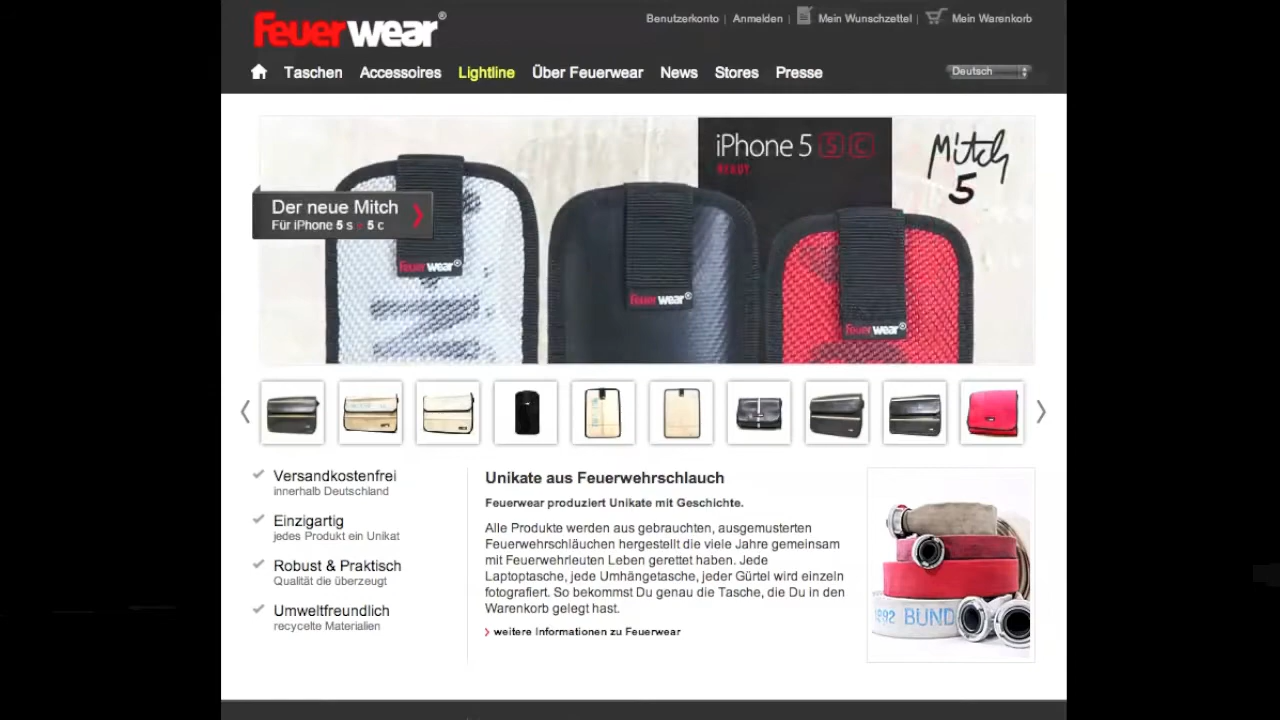 Feuerwear®
Benutzerkonto | Anmelden | Mein Wunschzettel | Mein Warenkorb
Taschen Accessoires Lightline Über Feuerwear News Stores Presse
Deutsch
iPhone 5 S C
READY
Mitch
5
Der neue Mitch
Für iPhone 5 s + 5 c
Feuerwear®
Feuerwear®
Feuerwear®
Versandkostenfrei
innerhalb Deutschland
Einzigartig
jedes Produkt ein Unikat
Robust & Praktisch
Qualität die überzeugt
Umweltfreundlich
recycelte Materialien
Unikate aus Feuerwehrschlauch
Feuerwear produziert Unikate mit Geschichte.
Alle Produkte werden aus gebrauchten, ausgemusterten
Feuerwehrschläuchen hergestellt die viele Jahre gemeinsam
mit Feuerwehrleuten Leben gerettet haben. Jede
Laptoptasche, jede Umhängetasche, jeder Gürtel wird einzeln
fotografiert. So bekommst Du genau die Tasche, die Du in den
Warenkorb gelegt hast.
weitere Informationen zu Feuerwear
1992 BUND